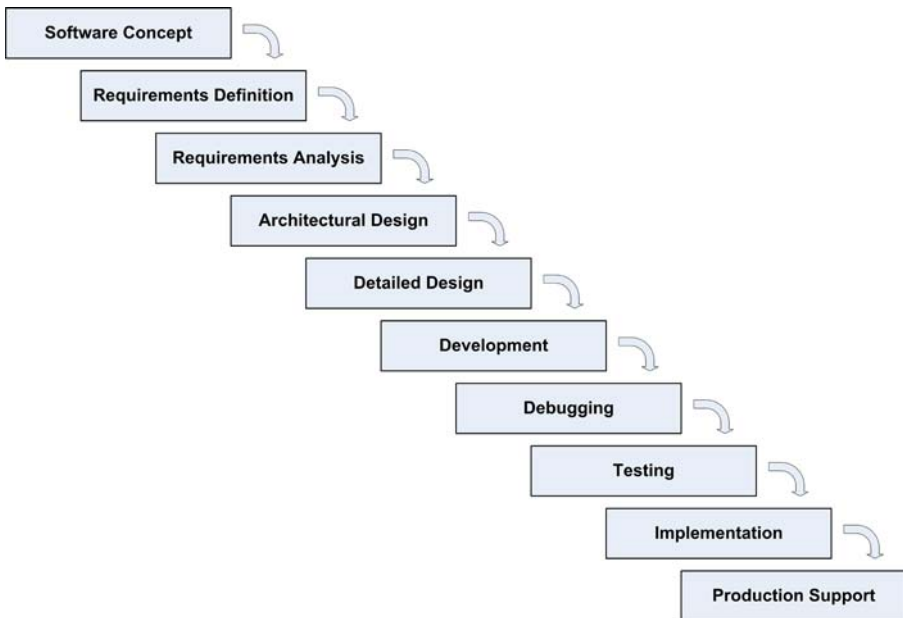 Software Concept
Requirements Definition
Requirements Analysis
Architectural Design
Detailed Design
Development
Debugging
Testing
Implementation
Production Support